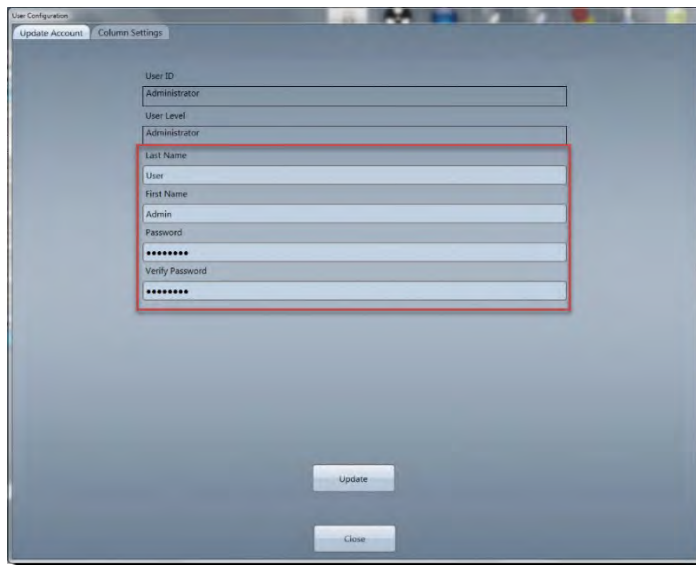 User Configuration
Update Account Column Settings
User ID
Administrator
User Level
Administrator
Last Name
User
First Name
Admin
Password
••••••••
Verify Password
••••••••
Update
Close